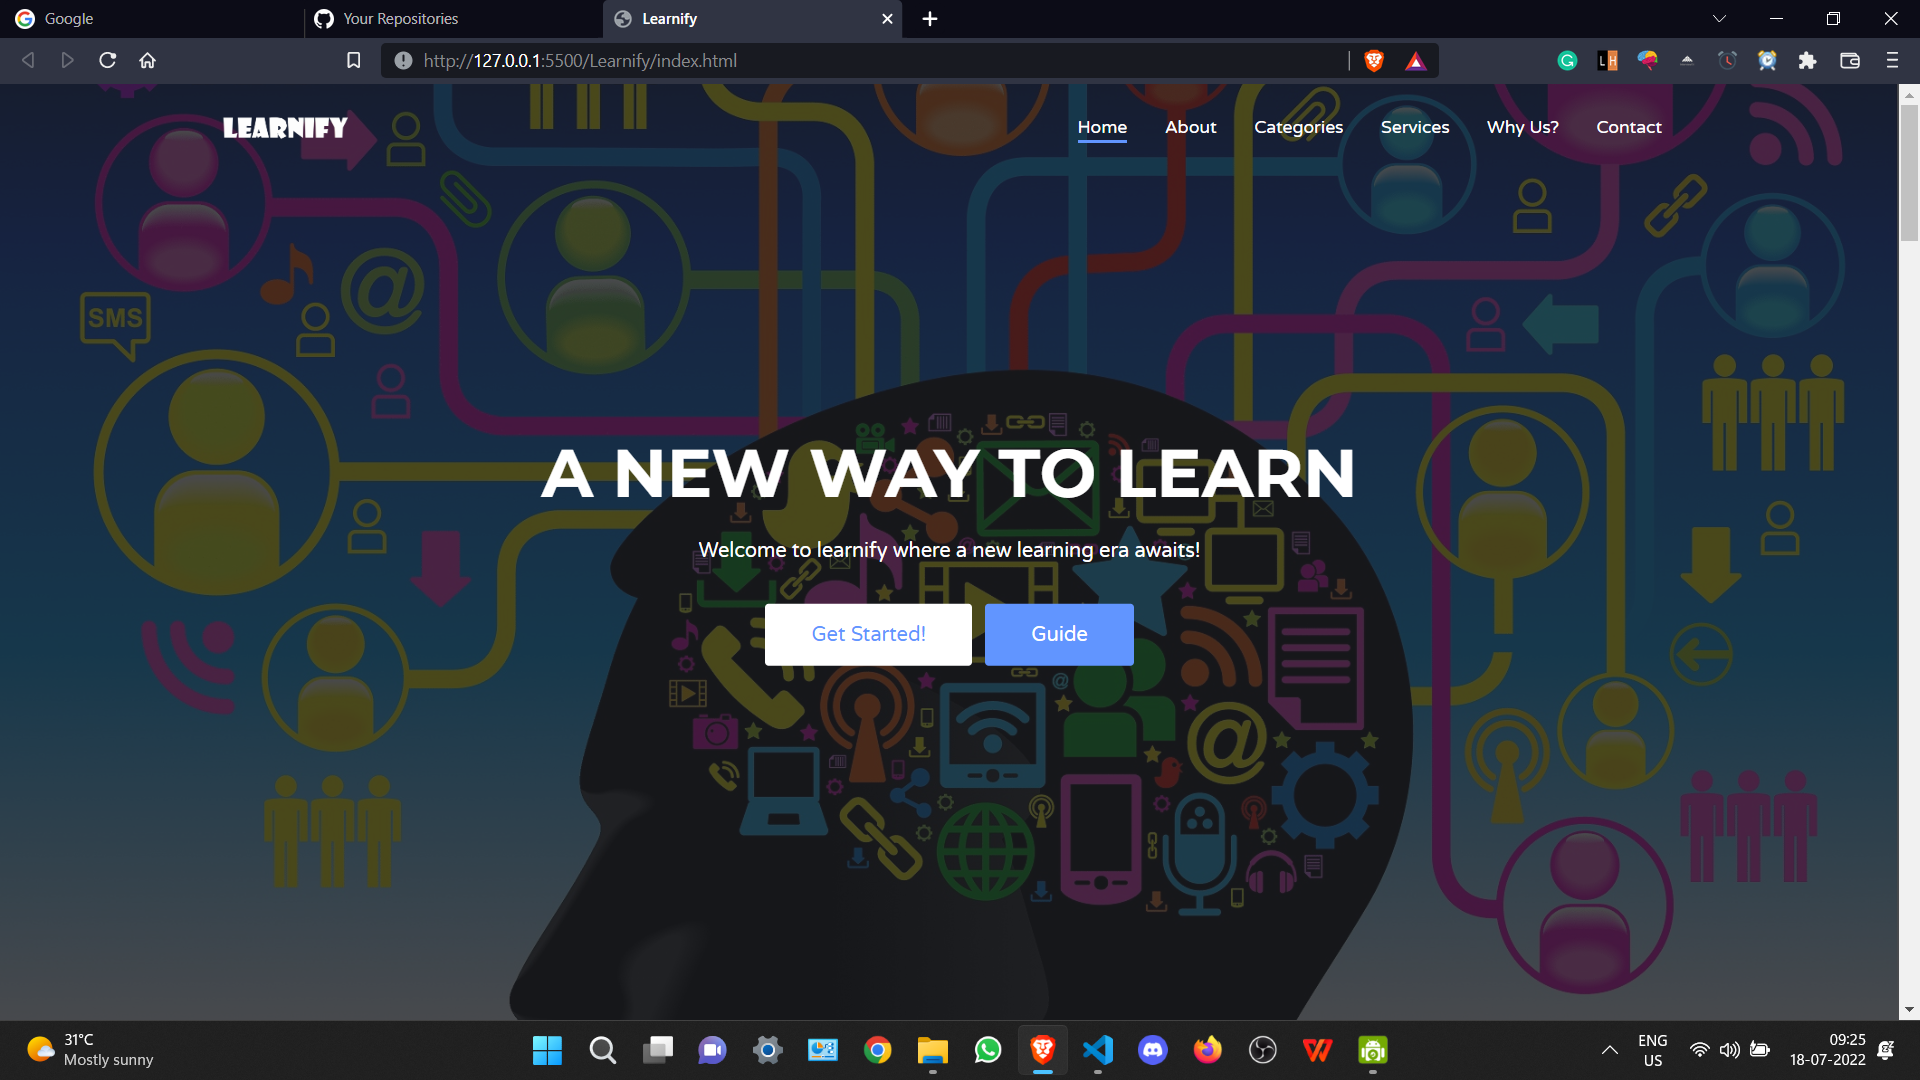 Google
Your Repositories
Learnify
http://127.0.0.1:5500/Learnify/index.html
LH
LEARNIFY
Home
About
Categories
Services
Why Us?
Contact
SMS
A NEW WAY TO LEARN
Welcome to learnify where a new learning era awaits!
Get Started!
Guide
31°C
Mostly sunny
ENG
US
09:25
18-07-2022